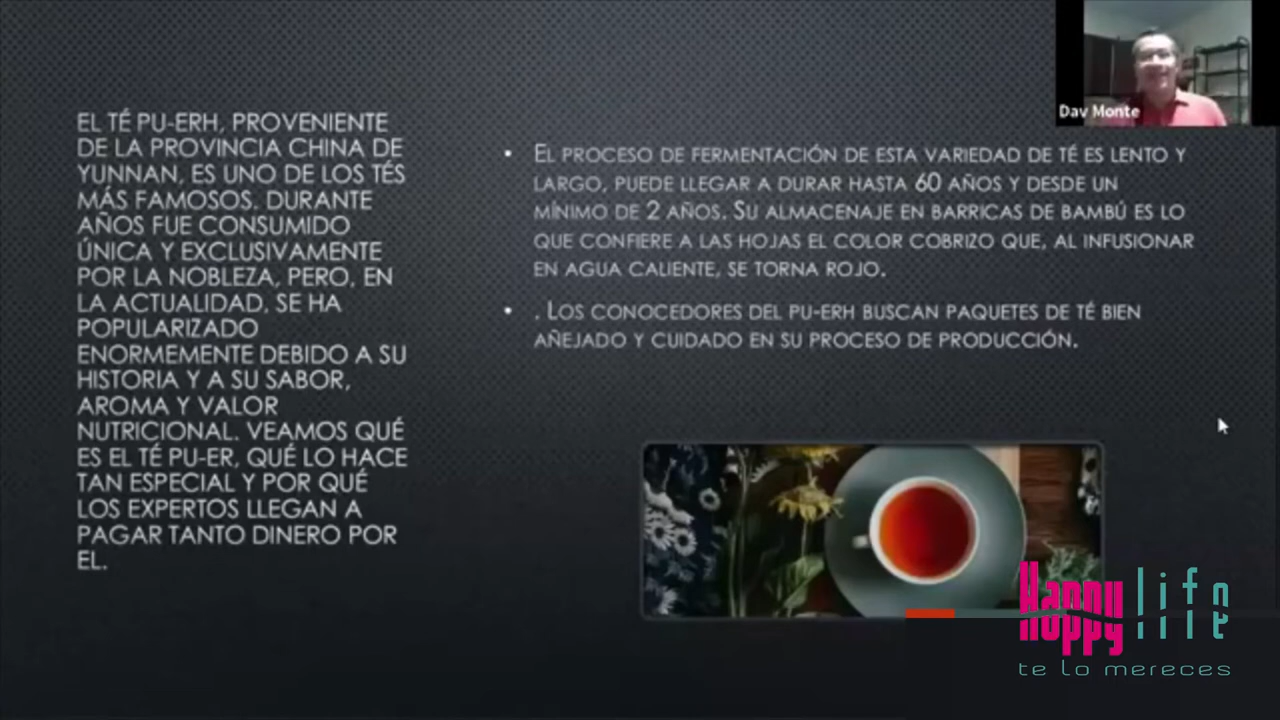 EL TÉ PU-ERH, PROVENIENTE
DE LA PROVINCIA CHINA DE
YUNNAN, ES UNO DE LOS TÉS
MÁS FAMOSOS. DURANTE
AÑOS FUE CONSUMIDO
ÚNICA Y EXCLUSIVAMENTE
POR LA NOBLEZA, PERO, EN
LA ACTUALIDAD, SE HA
POPULARIZADO
ENORMEMENTE DEBIDO A SU
HISTORIA Y A SU SABOR,
AROMA Y VALOR
NUTRICIONAL. VEAMOS QUÉ
ES EL TÉ PU-ER, QUÉ LO HACE
TAN ESPECIAL Y POR QUÉ
LOS EXPERTOS LLEGAN A
PAGAR TANTO DINERO POR
EL.
Dav Monte
• EL PROCESO DE FERMENTACIÓN DE ESTA VARIEDAD DE TÉ ES LENTO Y
LARGO, PUEDE LLEGAR A DURAR HASTA 60 AÑOS Y DESDE UN
MÍNIMO DE 2 AÑOS. SU ALMACENAJE EN BARRICAS DE BAMBÚ ES LO
QUE CONFIERE A LAS HOJAS EL COLOR COBRIZO QUE, AL INFUSIONAR
EN AGUA CALIENTE, SE TORNA ROJO.
• . LOS CONOCEDORES DEL PU-ERH BUSCAN PAQUETES DE TÉ BIEN
AÑEJADO Y CUIDADO EN SU PROCESO DE PRODUCCIÓN.
Happy life
te lo mereces